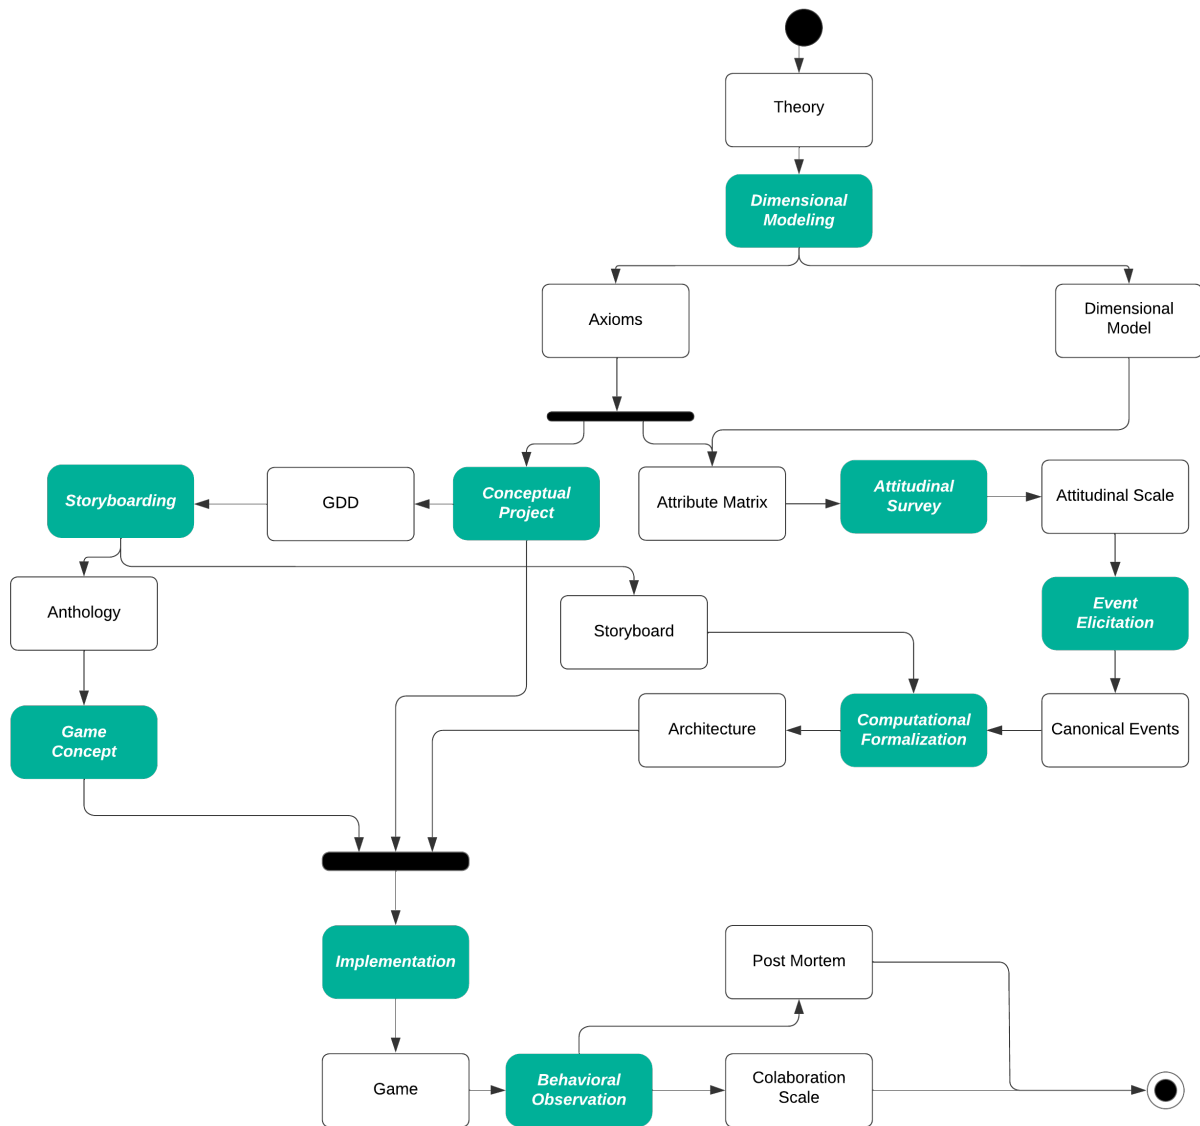 Theory
Dimensional
Modeling
Axioms
Dimensional
Model
Storyboarding
GDD
Conceptual
Project
Attribute Matrix
Attitudinal
Survey
Attitudinal Scale
Anthology
Storyboard
Event
Elicitation
Game
Concept
Architecture
Computational
Formalization
Canonical Events
Implementation
Post Mortem
Game
Behavioral
Observation
Colaboration
Scale